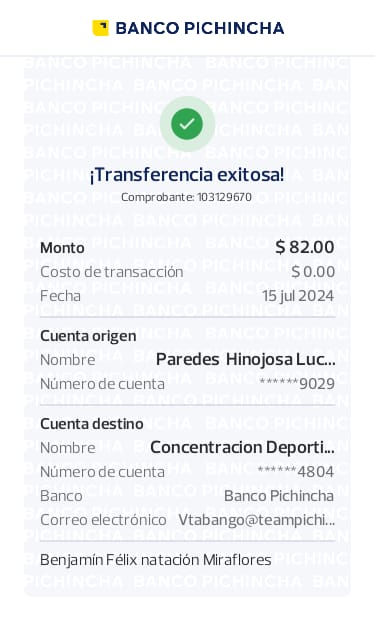 BANCO PICHINCHA
¡Transferencia exitosa!
Comprobante: 103129670
Monto $ 82.00
Costo de transacción $ 0.00
Fecha 15 jul 2024
Cuenta origen
Nombre Paredes Hinojosa Luc...
Número de cuenta ******9029
Cuenta destino
Nombre Concentracion Deporti...
Número de cuenta ******4804
Banco Banco Pichincha
Correo electrónico Vtabango@teampichi...
Benjamín Félix natación Miraflores